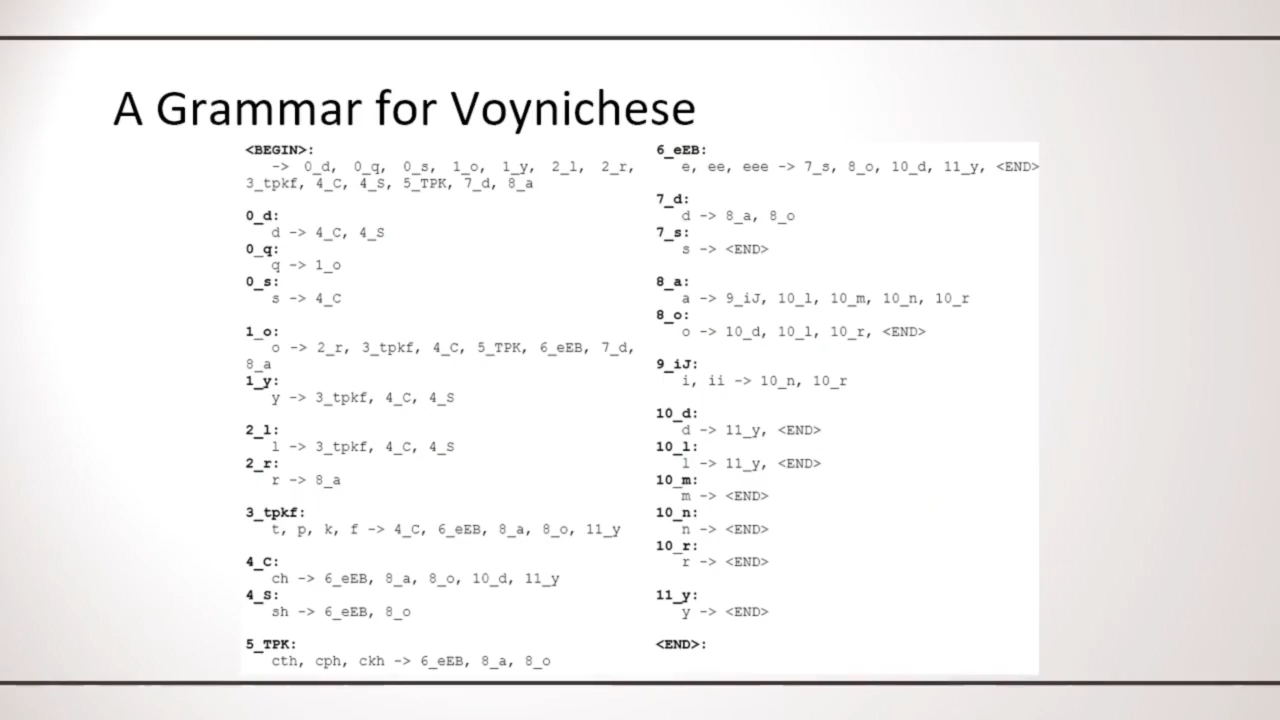 A Grammar for Voynichese
<BEGIN>:
-> 0_d, 0_q, 0_s, 1_o, 1_y, 2_l, 2_r,
3_tpkf, 4_C, 4_S, 5_TPK, 7_d, 8_a
0_d:
d -> 4_C, 4_S
0_q:
q -> 1_o
0_s:
s -> 4_C
1_o:
o -> 2_r, 3_tpkf, 4_C, 5_TPK, 6_eEB, 7_d,
8_a
1_y:
y -> 3_tpkf, 4_C, 4_S
2_l:
l -> 3_tpkf, 4_C, 4_S
2_r:
r -> 8_a
3_tpkf:
t, p, k, f -> 4_C, 6_eEB, 8_a, 8_o, 11_y
4_C:
ch -> 6_eEB, 8_a, 8_o, 10_d, 11_y
4_S:
sh -> 6_eEB, 8_o
5_TPK:
cth, cph, ckh -> 6_eEB, 8_a, 8_o
6_eEB:
e, ee, eee -> 7_s, 8_o, 10_d, 11_y, <END>
7_d:
d -> 8_a, 8_o
7_s:
s -> <END>
8_a:
a -> 9_iJ, 10_l, 10_m, 10_n, 10_r
8_o:
o -> 10_d, 10_l, 10_r, <END>
9_iJ:
i, ii -> 10_n, 10_r
10_d:
d -> 11_y, <END>
10_l:
l -> 11_y, <END>
10_m:
m -> <END>
10_n:
n -> <END>
10_r:
r -> <END>
11_y:
y -> <END>
<END>: